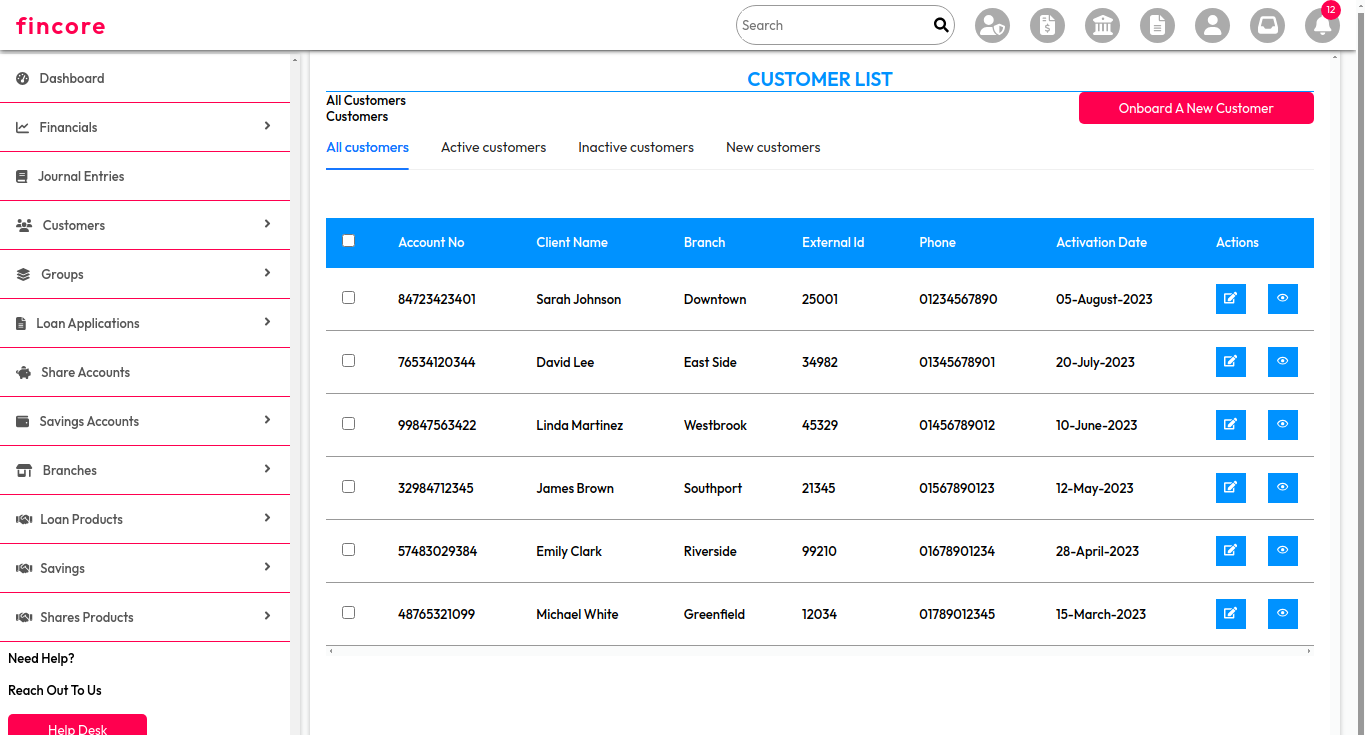 fincore
Search
12
Dashboard
Financials
Journal Entries
Customers
Groups
Loan Applications
Share Accounts
Savings Accounts
Branches
Loan Products
Savings
Shares Products
Need Help?
Reach Out To Us
Help Desk
CUSTOMER LIST
All Customers
Customers
Onboard A New Customer
All customers Active customers Inactive customers New customers
Account No Client Name Branch External Id Phone Activation Date Actions
84723423401 Sarah Johnson Downtown 25001 01234567890 05-August-2023
76534120344 David Lee East Side 34982 01345678901 20-July-2023
99847563422 Linda Martinez Westbrook 45329 01456789012 10-June-2023
32984712345 James Brown Southport 21345 01567890123 12-May-2023
57483029384 Emily Clark Riverside 99210 01678901234 28-April-2023
48765321099 Michael White Greenfield 12034 01789012345 15-March-2023